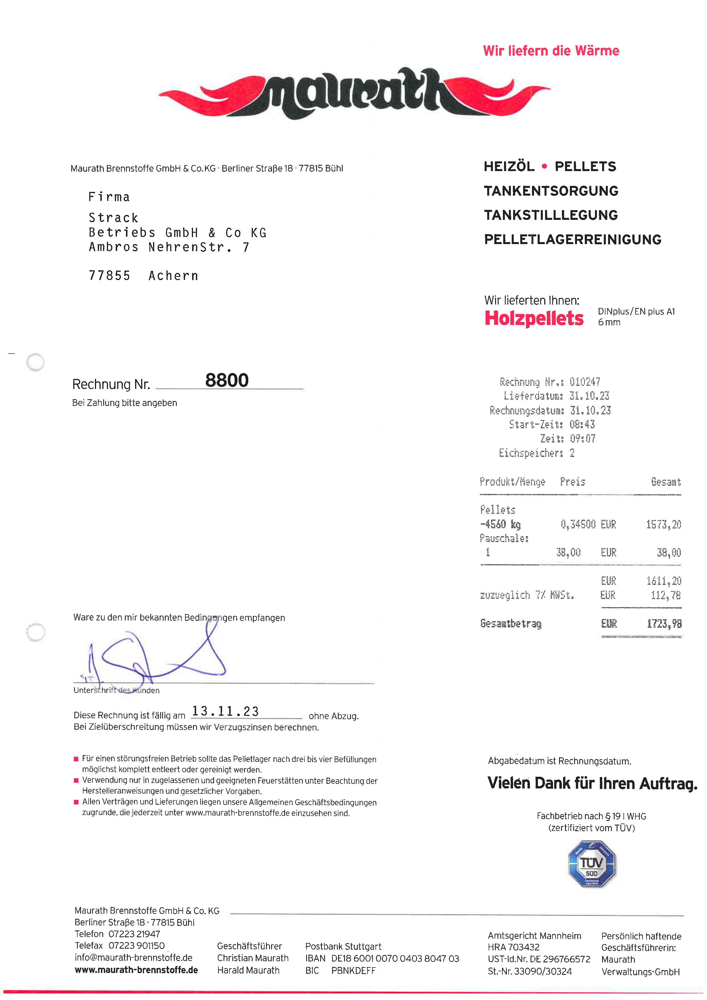 Wir liefern die Wärme
maurath
Maurath Brennstoffe GmbH & Co.KG · Berliner Straße 18 · 77815 Bühl
HEIZÖL • PELLETS
TANKENTSORGUNG
TANKSTILLLEGUNG
PELLETLAGERREINIGUNG
Firma
Strack
Betriebs GmbH & Co KG
Ambros NehrenStr. 7
77855 Achern
Wir lieferten Ihnen:
Holzpellets DINplus/EN plus A1
6 mm
Rechnung Nr. 8800
Bei Zahlung bitte angeben
Rechnung Nr.: 010247
Lieferdatum: 31.10.23
Rechnungsdatum: 31.10.23
Start-Zeit: 08:43
Zeit: 09:07
Eichspeicher: 2
Produkt/Menge Preis Gesamt
Pellets
-4560 kg 0,34500 EUR 1573,20
Pauschale:
1 38,00 EUR 38,00
EUR 1611,20
zuzueglich 7% MWSt. EUR 112,78
Gesamtbetrag EUR 1723,98
Ware zu den mir bekannten Bedingungen empfangen
Unterschrift des Kunden
Diese Rechnung ist fällig am 13.11.23 ohne Abzug.
Bei Zielüberschreitung müssen wir Verzugszinsen berechnen.
Für einen störungsfreien Betrieb sollte das Pelletlager nach drei bis vier Befüllungen
möglichst komplett entleert oder gereinigt werden.
Verwendung nur in zugelassenen und geeigneten Feuerstätten unter Beachtung der
Herstelleranweisungen und gesetzlicher Vorgaben.
Allen Verträgen und Lieferungen liegen unsere Allgemeinen Geschäftsbedingungen
zugrunde, die jederzeit unter www.maurath-brennstoffe.de einzusehen sind.
Abgabedatum ist Rechnungsdatum.
Vielen Dank für Ihren Auftrag.
Fachbetrieb nach § 19 I WHG
(zertifiziert vom TÜV)
TÜV
SÜD
Maurath Brennstoffe GmbH & Co. KG
Berliner Straße 18 · 77815 Bühl
Telefon 07223 21947
Telefax 07223 901150
info@maurath-brennstoffe.de
www.maurath-brennstoffe.de
Geschäftsführer
Christian Maurath
Harald Maurath
Postbank Stuttgart
IBAN DE18 6001 0070 0403 8047 03
BIC PBNKDEFF
Amtsgericht Mannheim
HRA 703432
UST-Id.Nr. DE 296766572
St.-Nr. 33090/30324
Persönlich haftende
Geschäftsführerin:
Maurath
Verwaltungs-GmbH